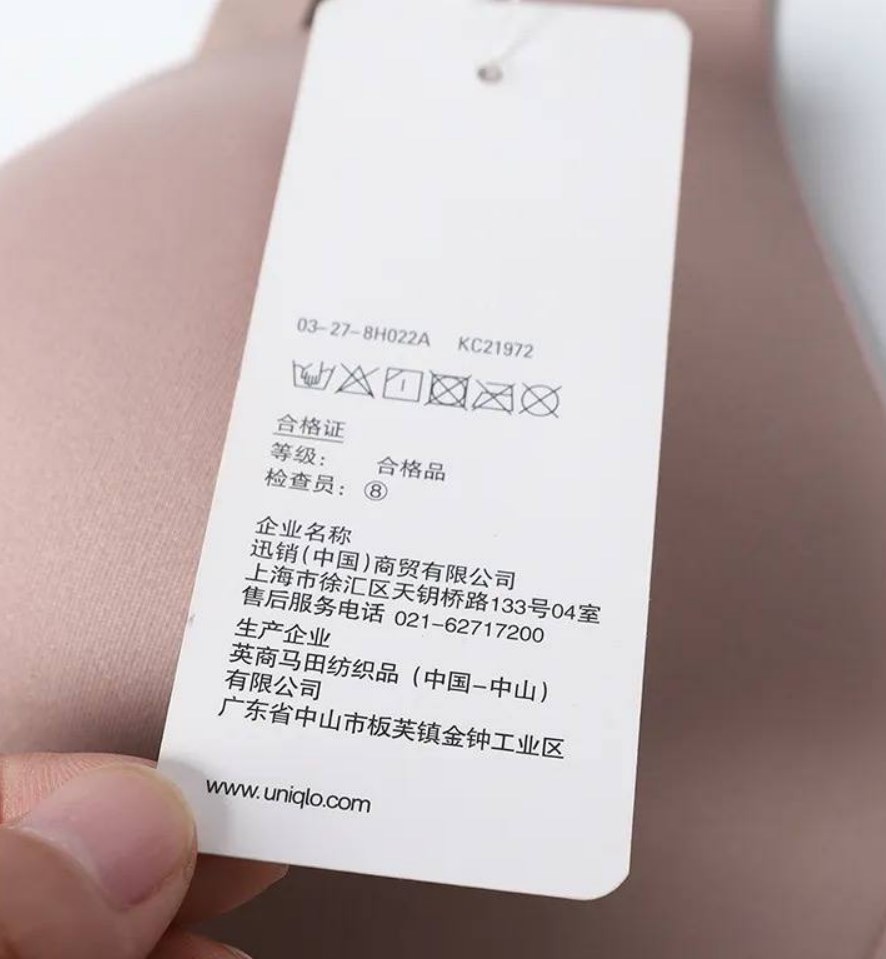 03-27-8H022A KC21972
合格证
等级： 合格品
检查员：⑧
企业名称
迅销(中国)商贸有限公司
上海市徐汇区天钥桥路133号04室
售后服务电话 021-62717200
生产企业
英商马田纺织品（中国-中山）
有限公司
广东省中山市板芙镇金钟工业区
www.uniqlo.com